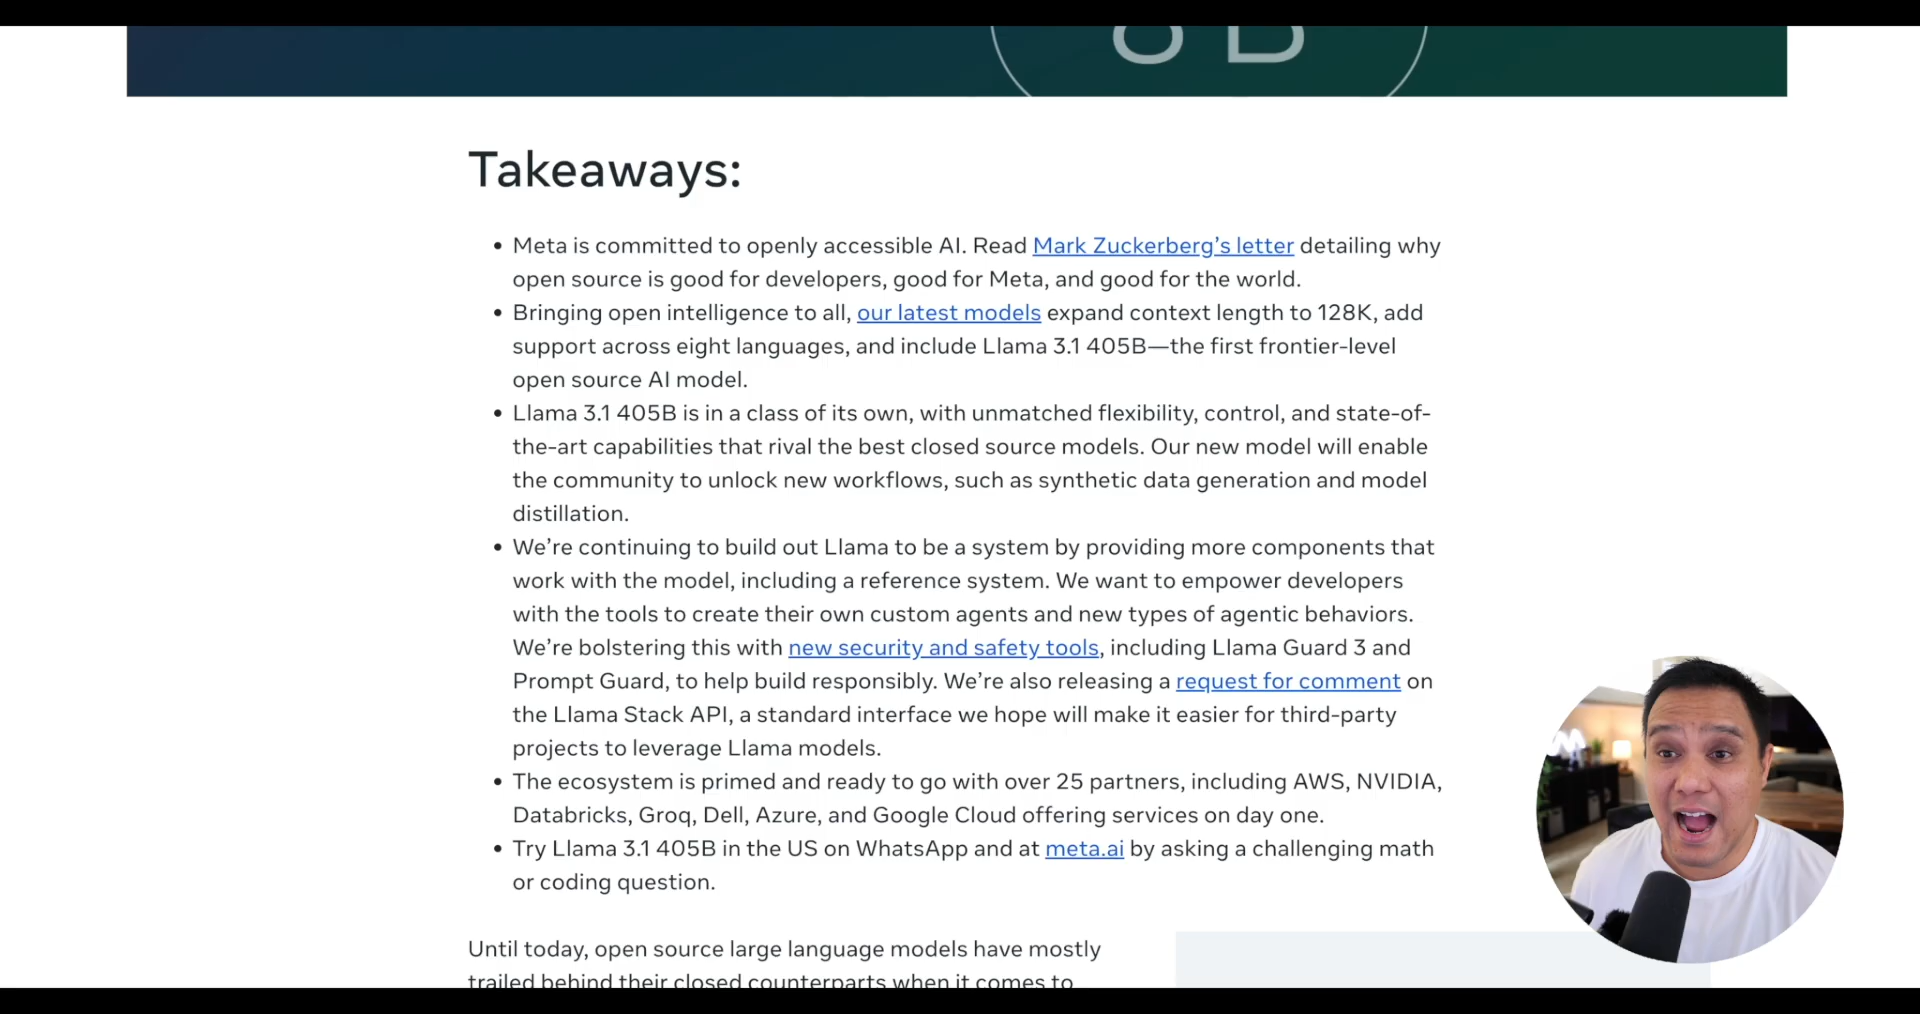 8B
Takeaways:
• Meta is committed to openly accessible AI. Read Mark Zuckerberg’s letter detailing why
open source is good for developers, good for Meta, and good for the world.
• Bringing open intelligence to all, our latest models expand context length to 128K, add
support across eight languages, and include Llama 3.1 405B—the first frontier-level
open source AI model.
• Llama 3.1 405B is in a class of its own, with unmatched flexibility, control, and state-of-
the-art capabilities that rival the best closed source models. Our new model will enable
the community to unlock new workflows, such as synthetic data generation and model
distillation.
• We’re continuing to build out Llama to be a system by providing more components that
work with the model, including a reference system. We want to empower developers
with the tools to create their own custom agents and new types of agentic behaviors.
We’re bolstering this with new security and safety tools, including Llama Guard 3 and
Prompt Guard, to help build responsibly. We’re also releasing a request for comment on
the Llama Stack API, a standard interface we hope will make it easier for third-party
projects to leverage Llama models.
• The ecosystem is primed and ready to go with over 25 partners, including AWS, NVIDIA,
Databricks, Groq, Dell, Azure, and Google Cloud offering services on day one.
• Try Llama 3.1 405B in the US on WhatsApp and at meta.ai by asking a challenging math
or coding question.
Until today, open source large language models have mostly
trailed behind their closed counterparts when it comes to